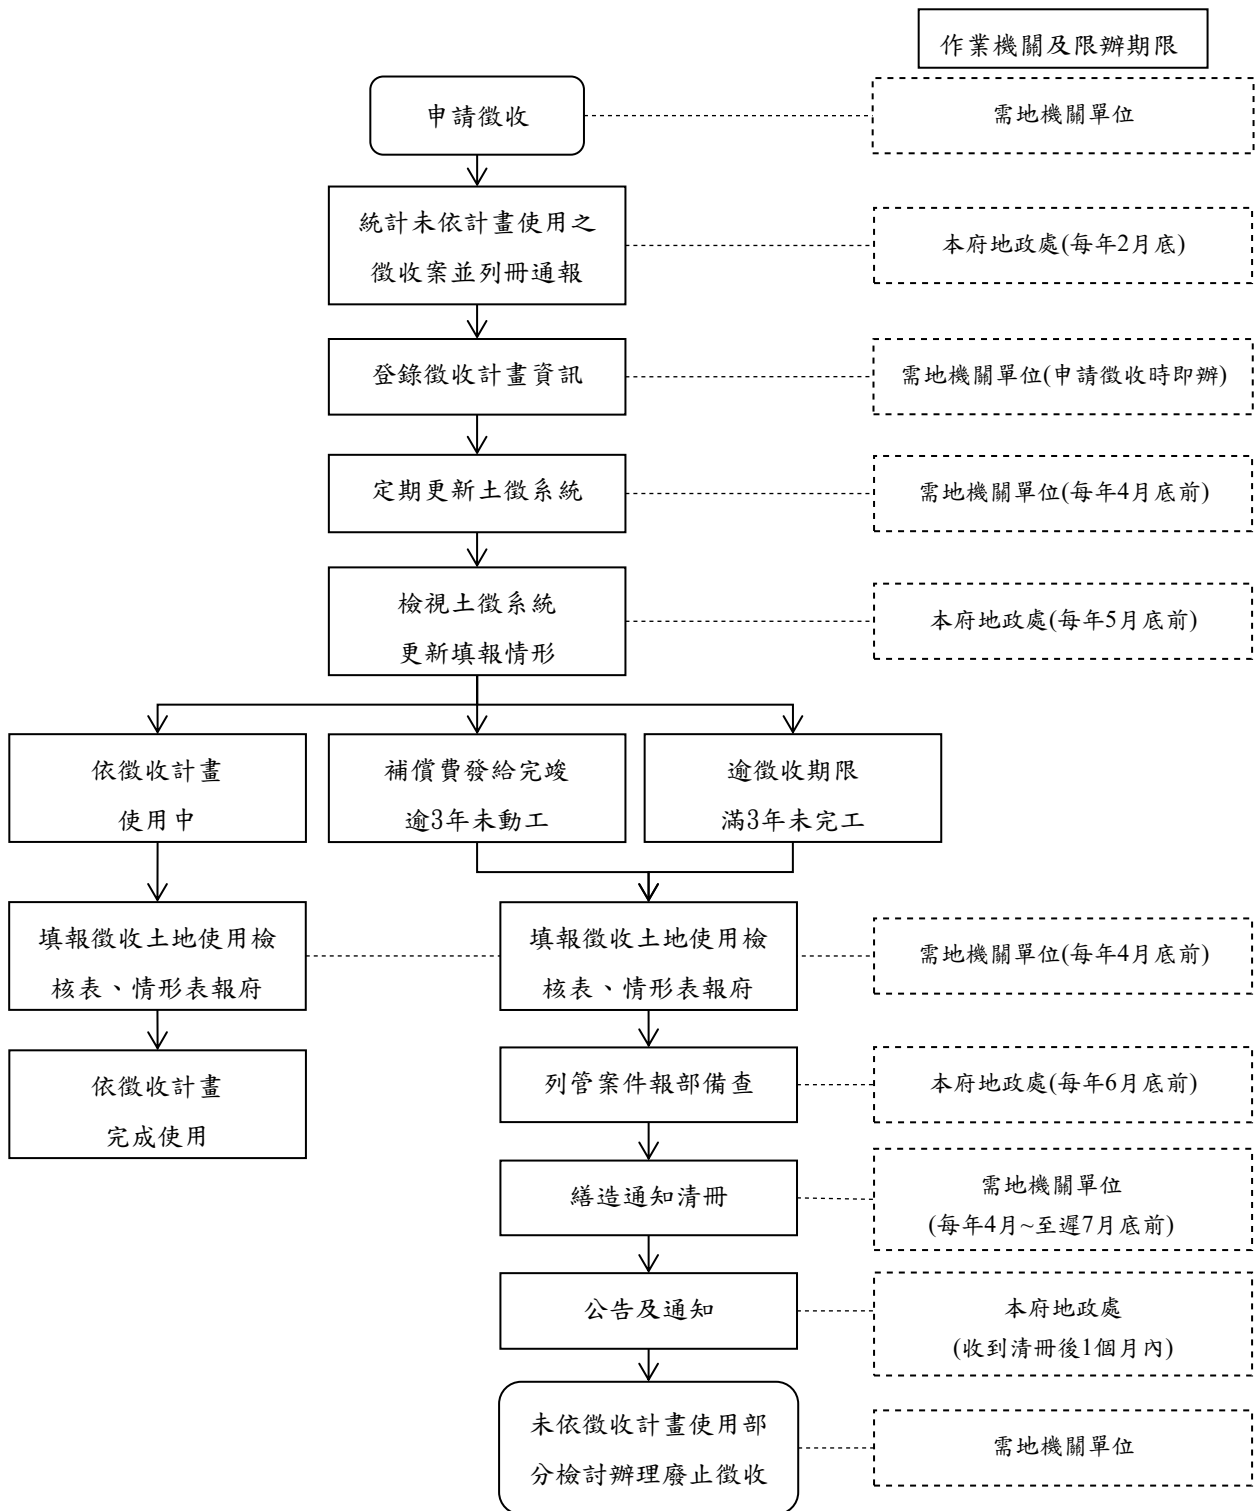 作業機關及限辦期限
申請徵收
需地機關單位
統計未依計畫使用之
徵收案並列冊通報
本府地政處(每年2月底)
登錄徵收計畫資訊
需地機關單位(申請徵收時即辦)
定期更新土徵系統
需地機關單位(每年4月底前)
檢視土徵系統
更新填報情形
本府地政處(每年5月底前)
依徵收計畫
使用中
補償費發給完竣
逾3年未動工
逾徵收期限
滿3年未完工
填報徵收土地使用檢
核表、情形表報府
填報徵收土地使用檢
核表、情形表報府
需地機關單位(每年4月底前)
依徵收計畫
完成使用
列管案件報部備查
本府地政處(每年6月底前)
繕造通知清冊
需地機關單位
(每年4月~至遲7月底前)
公告及通知
本府地政處
(收到清冊後1個月內)
未依徵收計畫使用部
分檢討辦理廢止徵收
需地機關單位